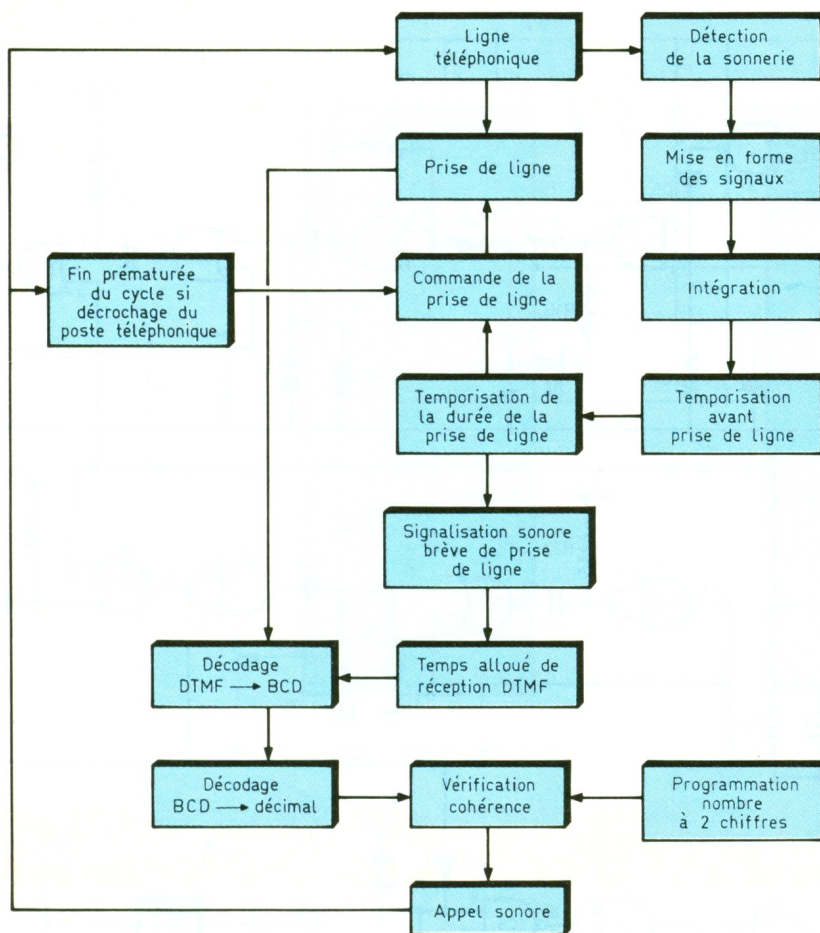 Ligne
téléphonique
Détection
de la sonnerie
Prise de ligne
Mise en forme
des signaux
Fin prématurée
du cycle si
décrochage du
poste téléphonique
Commande de la
prise de ligne
Intégration
Temporisation de
la durée de la
prise de ligne
Temporisation
avant
prise de ligne
Signalisation sonore
brève de prise
de ligne
Décodage
DTMF → BCD
Temps alloué de
réception DTMF
Décodage
BCD → décimal
Vérification
cohérence
Programmation
nombre
à 2 chiffres
Appel sonore